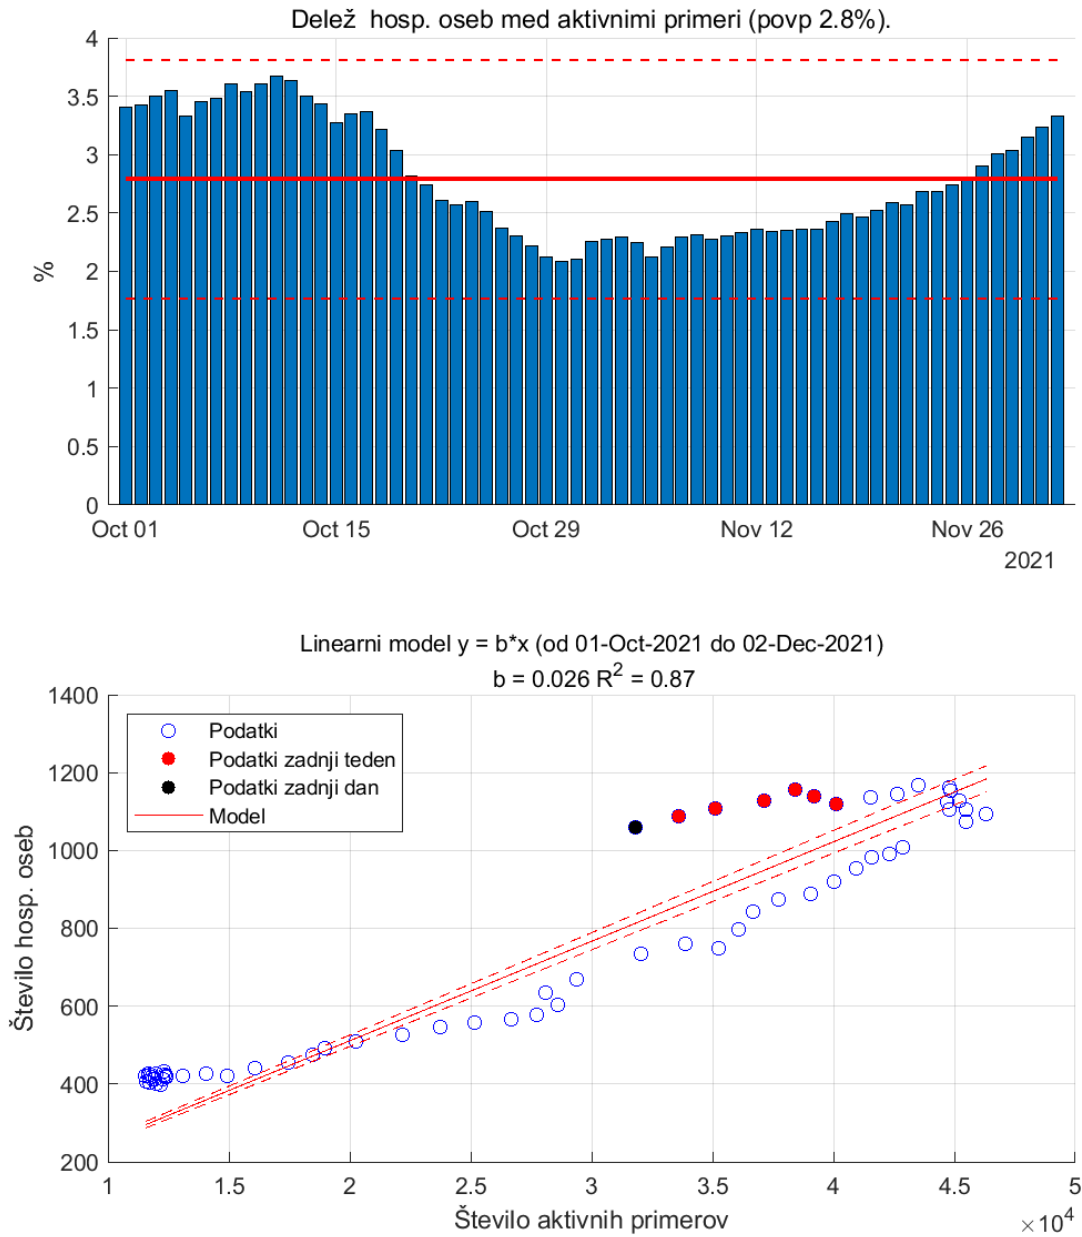 Delež hosp. oseb med aktivnimi primeri (povp 2.8%).
4
3.5
3
2.5
2
1.5
1
0.5
0
%
Oct 01 Oct 15 Oct 29 Nov 12 Nov 26
2021
Linearni model y = b*x (od 01-Oct-2021 do 02-Dec-2021)
b = 0.026 R² = 0.87
1400
1200
1000
800
600
400
200
Število hosp. oseb
Podatki
Podatki zadnji teden
Podatki zadnji dan
Model
1 1.5 2 2.5 3 3.5 4 4.5 5
Število aktivnih primerov
×10⁴